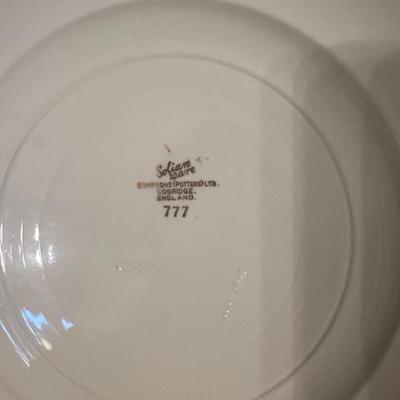 Solian
Ware
SIMPSONS (POTTERS) LTD.
COBRIDGE.
ENGLAND.
777